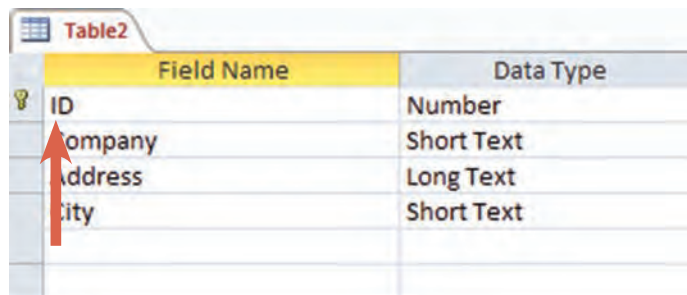 Table2
Field Name Data Type
ID Number
Company Short Text
Address Long Text
City Short Text